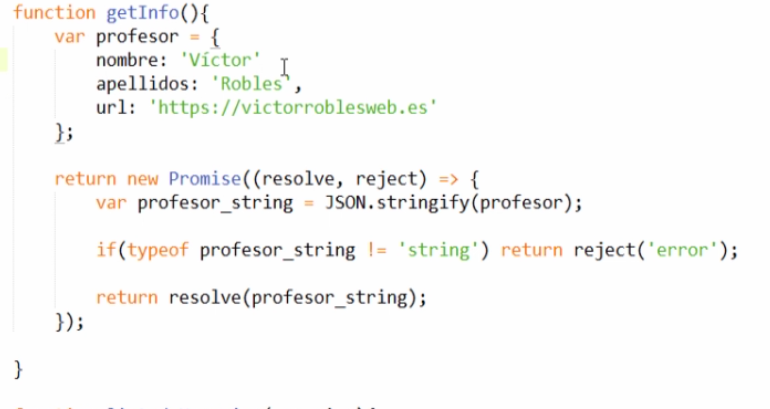 function getInfo(){
    var profesor = {
        nombre: 'Víctor'
        apellidos: 'Robles',
        url: 'https://victorroblesweb.es'
    };

    return new Promise((resolve, reject) => {
        var profesor_string = JSON.stringify(profesor);

        if(typeof profesor_string != 'string') return reject('error');

        return resolve(profesor_string);
    });

}